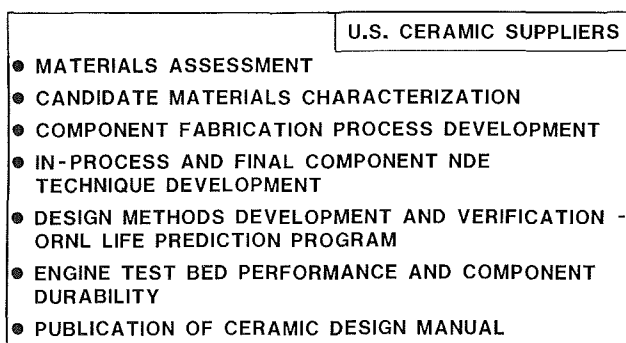 U.S. CERAMIC SUPPLIERS
● MATERIALS ASSESSMENT
● CANDIDATE MATERIALS CHARACTERIZATION
● COMPONENT FABRICATION PROCESS DEVELOPMENT
● IN-PROCESS AND FINAL COMPONENT NDE
TECHNIQUE DEVELOPMENT
● DESIGN METHODS DEVELOPMENT AND VERIFICATION -
ORNL LIFE PREDICTION PROGRAM
● ENGINE TEST BED PERFORMANCE AND COMPONENT
DURABILITY
● PUBLICATION OF CERAMIC DESIGN MANUAL